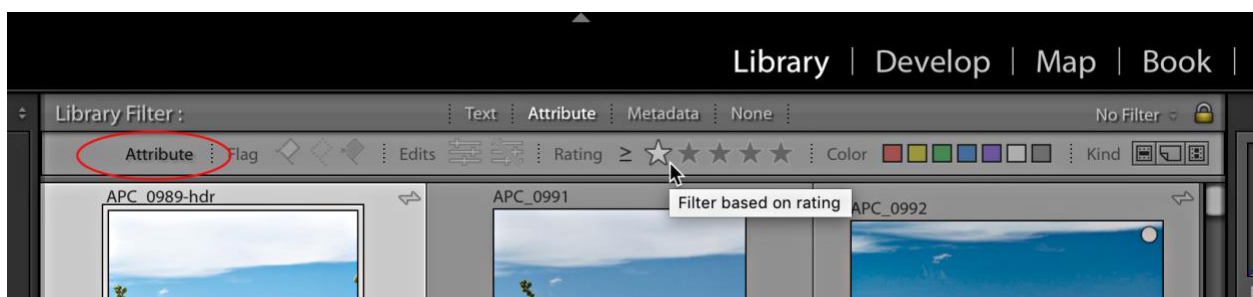 Library | Develop | Map | Book |
Library Filter : Text Attribute Metadata None No Filter
Attribute Flag Edits Rating ≥ Color Kind
APC_0989-hdr APC_0991 APC_0992
Filter based on rating